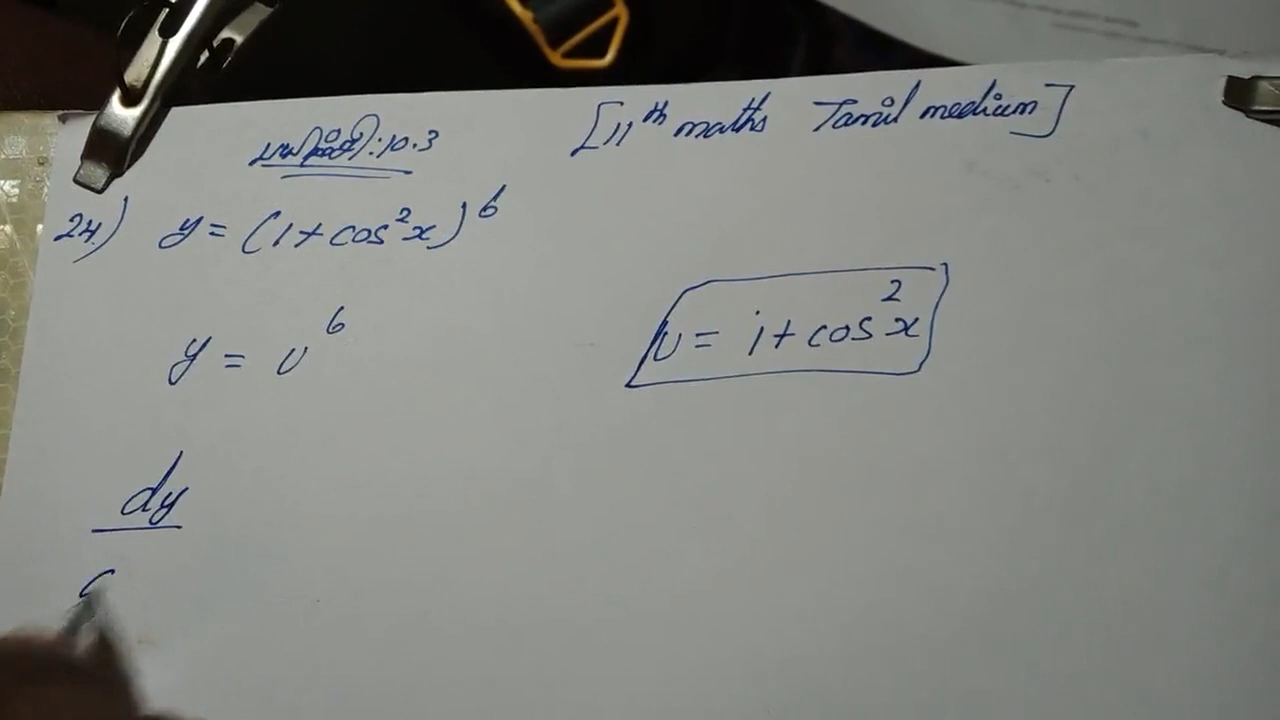 [11th maths Tamil medium]
பயிற்சி: 10.3
24.) y = (1 + cos²x)⁶
y = u⁶
u = 1 + cos²x
dy